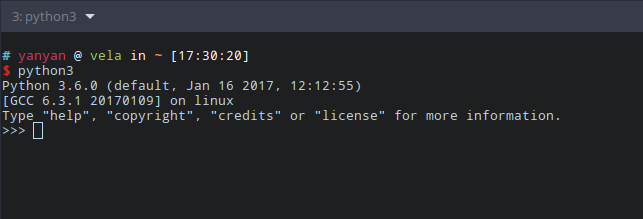 3: python3
# yanyan @ vela in ~ [17:30:20]
$ python3
Python 3.6.0 (default, Jan 16 2017, 12:12:55)
[GCC 6.3.1 20170109] on linux
Type "help", "copyright", "credits" or "license" for more information.
>>>